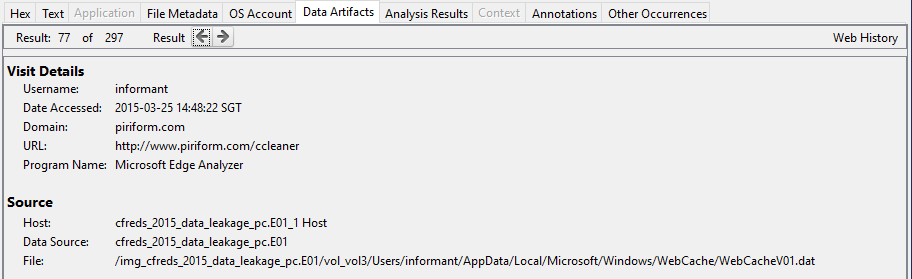 Hex Text Application File Metadata OS Account Data Artifacts Analysis Results Context Annotations Other Occurrences
Result: 77 of 297 Result Web History
Visit Details
Username: informant
Date Accessed: 2015-03-25 14:48:22 SGT
Domain: piriform.com
URL: http://www.piriform.com/ccleaner
Program Name: Microsoft Edge Analyzer
Source
Host: cfreds_2015_data_leakage_pc.E01_1 Host
Data Source: cfreds_2015_data_leakage_pc.E01
File: /img_cfreds_2015_data_leakage_pc.E01/vol_vol3/Users/informant/AppData/Local/Microsoft/Windows/WebCache/WebCacheV01.dat